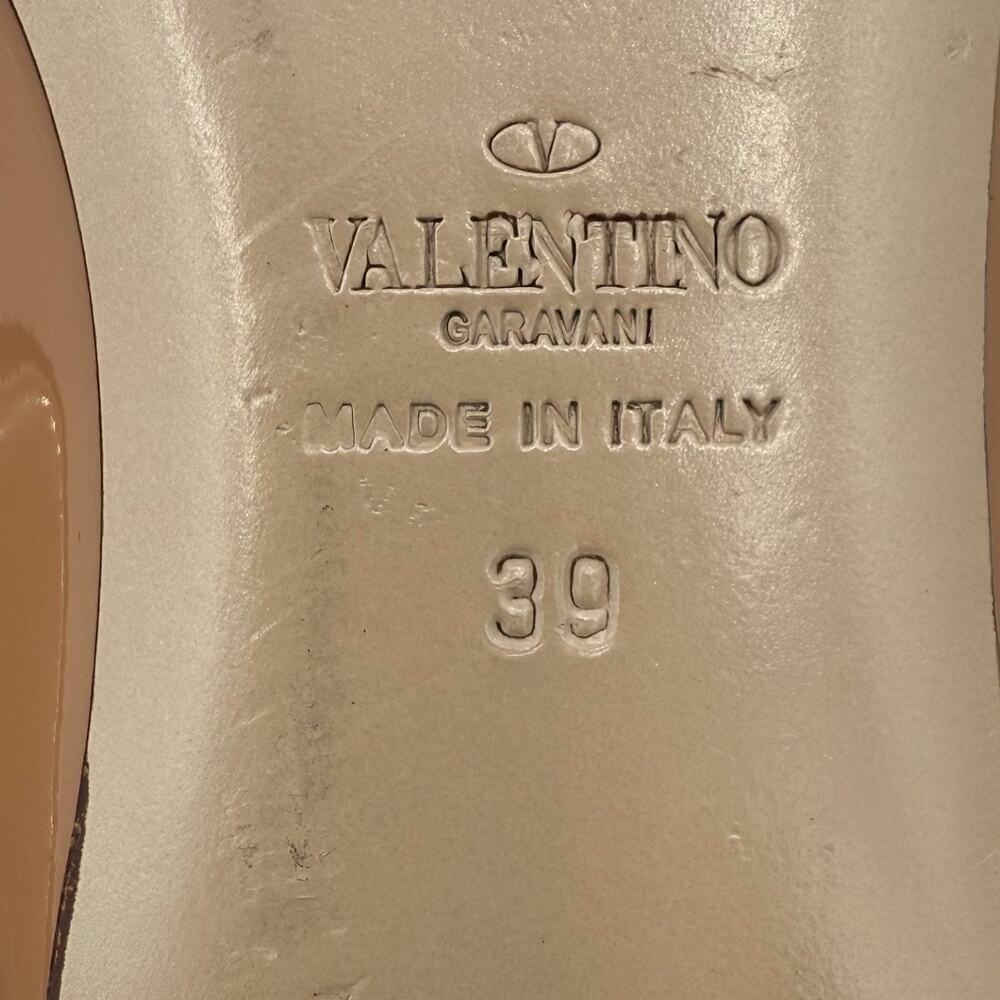 V
VALENTINO
GARAVANI
MADE IN ITALY
39